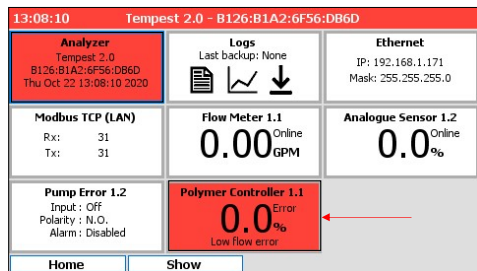 13:08:10 Tempest 2.0 - B126:B1A2:6F56:DB6D
Analyzer
Tempest 2.0
B126:B1A2:6F56:DB6D
Thu Oct 22 13:08:10 2020
Logs
Last backup: None
Ethernet
IP: 192.168.1.171
Mask: 255.255.255.0
Modbus TCP (LAN)
Rx: 31
Tx: 31
Flow Meter 1.1
0.00 Online GPM
Analogue Sensor 1.2
0.0 Online %
Pump Error 1.2
Input : Off
Polarity : N.O.
Alarm : Disabled
Polymer Controller 1.1
0.0 Error %
Low flow error
Home Show